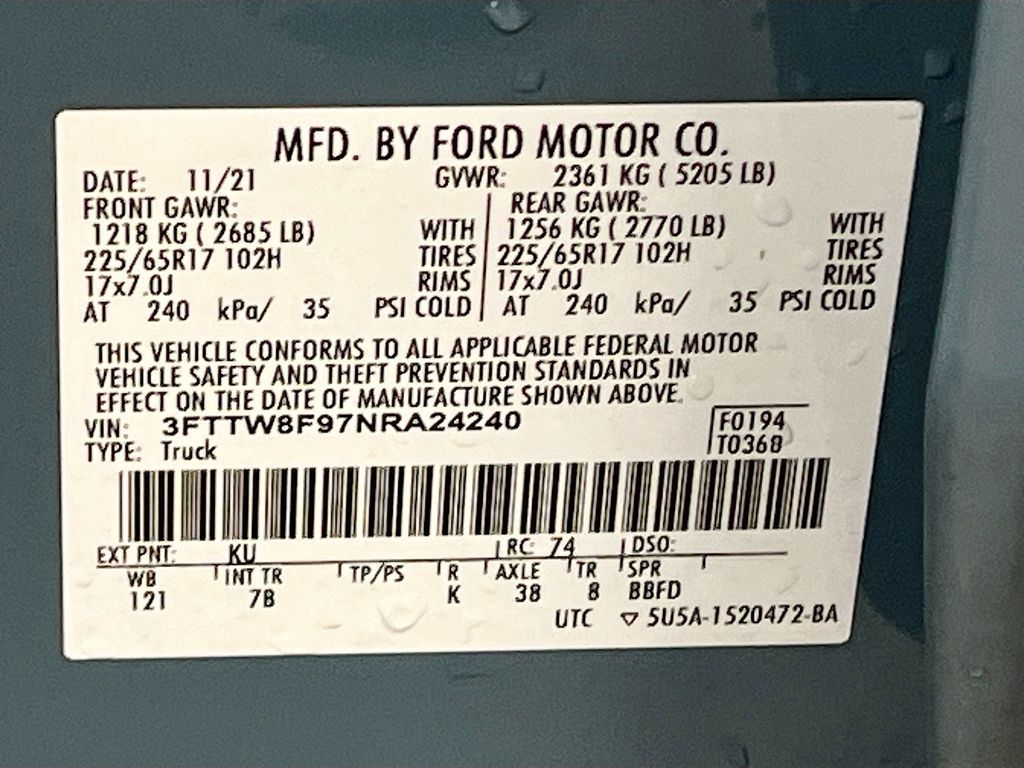 MFD. BY FORD MOTOR CO.
DATE: 11/21 GVWR: 2361 KG ( 5205 LB)
FRONT GAWR: REAR GAWR:
1218 KG ( 2685 LB) WITH 1256 KG ( 2770 LB) WITH
225/65R17 102H TIRES 225/65R17 102H TIRES
17x7.0J RIMS 17x7.0J RIMS
AT 240 kPa/ 35 PSI COLD AT 240 kPa/ 35 PSI COLD
THIS VEHICLE CONFORMS TO ALL APPLICABLE FEDERAL MOTOR
VEHICLE SAFETY AND THEFT PREVENTION STANDARDS IN
EFFECT ON THE DATE OF MANUFACTURE SHOWN ABOVE.
VIN: 3FTTW8F97NRA24240 F0194
TYPE: Truck T0368
EXT PNT: KU RC: 74 DSO:
WB INT TR TP/PS R AXLE TR SPR
121 7B K 38 8 BBFD
UTC ▽ 5U5A-1520472-BA